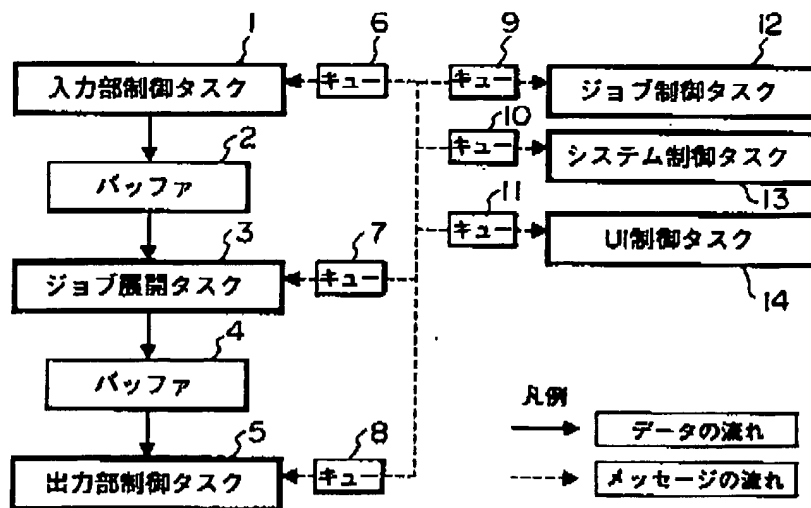 1
入力部制御タスク
6
キュー
9
キュー
12
ジョブ制御タスク
2
バッファ
10
キュー
システム制御タスク
13
3
ジョブ展開タスク
7
キュー
11
キュー
UI制御タスク
14
4
バッファ
5
出力部制御タスク
8
キュー
凡例
データの流れ
メッセージの流れ